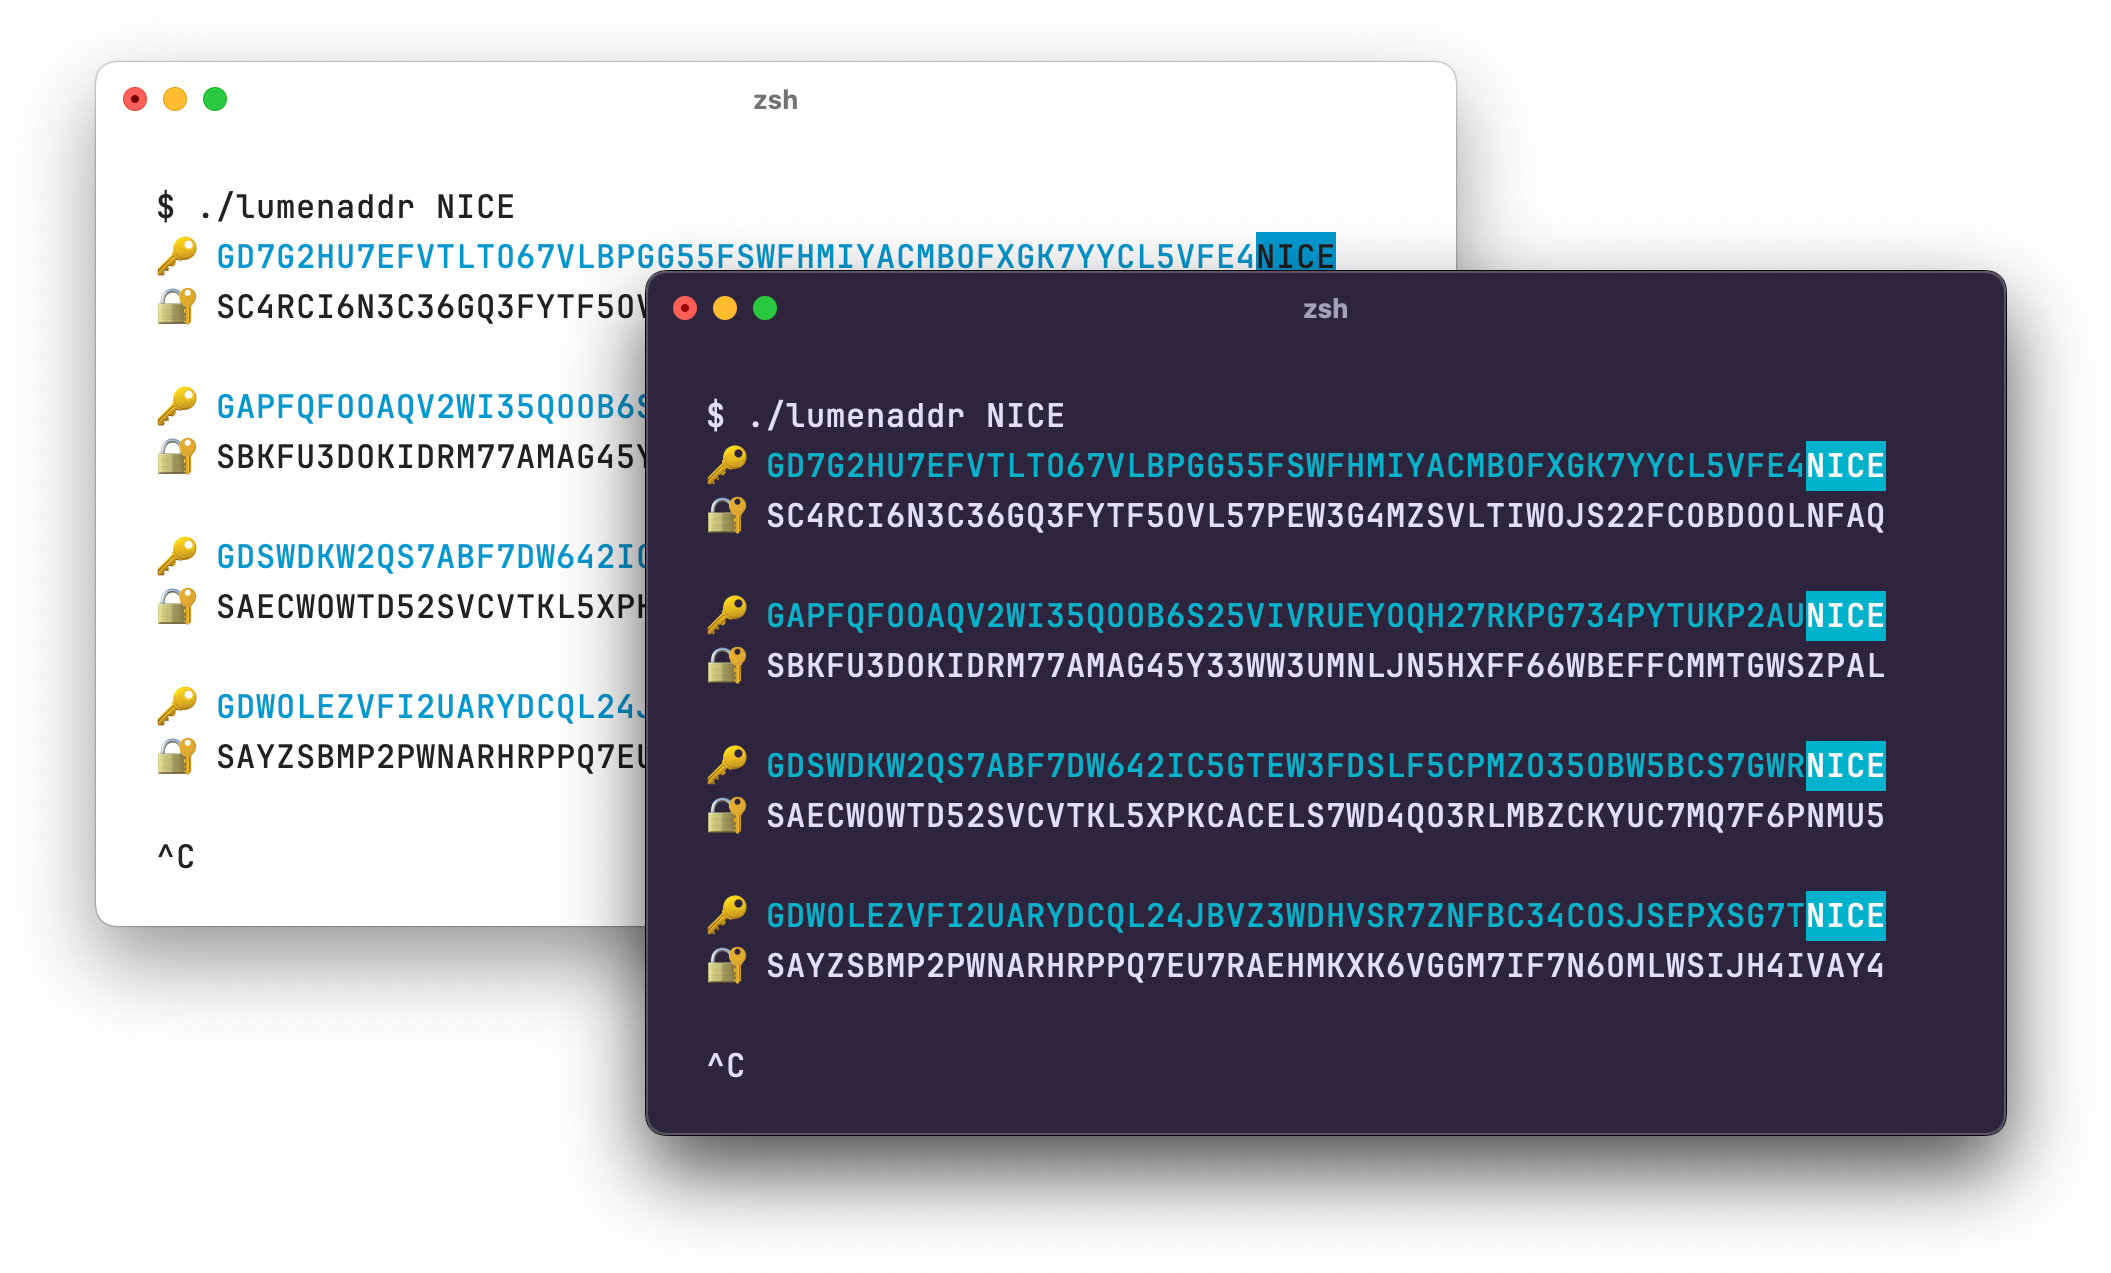 zsh
$ ./lumenaddr NICE
GD7G2HU7EFVTLTO67VLBPGG55FSWFHMIYACMBOFXGK7YYCL5VFE4NICE
SC4RCI6N3C36GQ3FYTF5OV
GAPFQFOOAQV2WI35QOOB6S
SBKFU3DOKIDRM77AMAG45Y
GDSWDKW2QS7ABF7DW642IC
SAECWOWTD52SVCVTKL5XPK
GDWOLEZVFI2UARYDCQL24J
SAYZSBMP2PWNARHRPPQ7EU
^C
zsh
$ ./lumenaddr NICE
GD7G2HU7EFVTLTO67VLBPGG55FSWFHMIYACMBOFXGK7YYCL5VFE4NICE
SC4RCI6N3C36GQ3FYTF5OVL57PEW3G4MZSVLTIWOJS22FCOBDOOLNFAQ
GAPFQFOOAQV2WI35QOOB6S25VIVRUEYOQH27RKPG734PYTUKP2AUNICE
SBKFU3DOKIDRM77AMAG45Y33WW3UMNLJN5HXFF66WBEFFCMMTGWSZPAL
GDSWDKW2QS7ABF7DW642IC5GTEW3FDSLF5CPMZO35OBW5BCS7GWRNICE
SAECWOWTD52SVCVTKL5XPKCACELS7WD4QO3RLMBZCKYUC7MQ7F6PNMU5
GDWOLEZVFI2UARYDCQL24JBVZ3WDHVSR7ZNFBC34COSJSEPXSG7TNICE
SAYZSBMP2PWNARHRPPQ7EU7RAEHMKXK6VGGM7IF7N6OMLWSIJH4IVAY4
^C